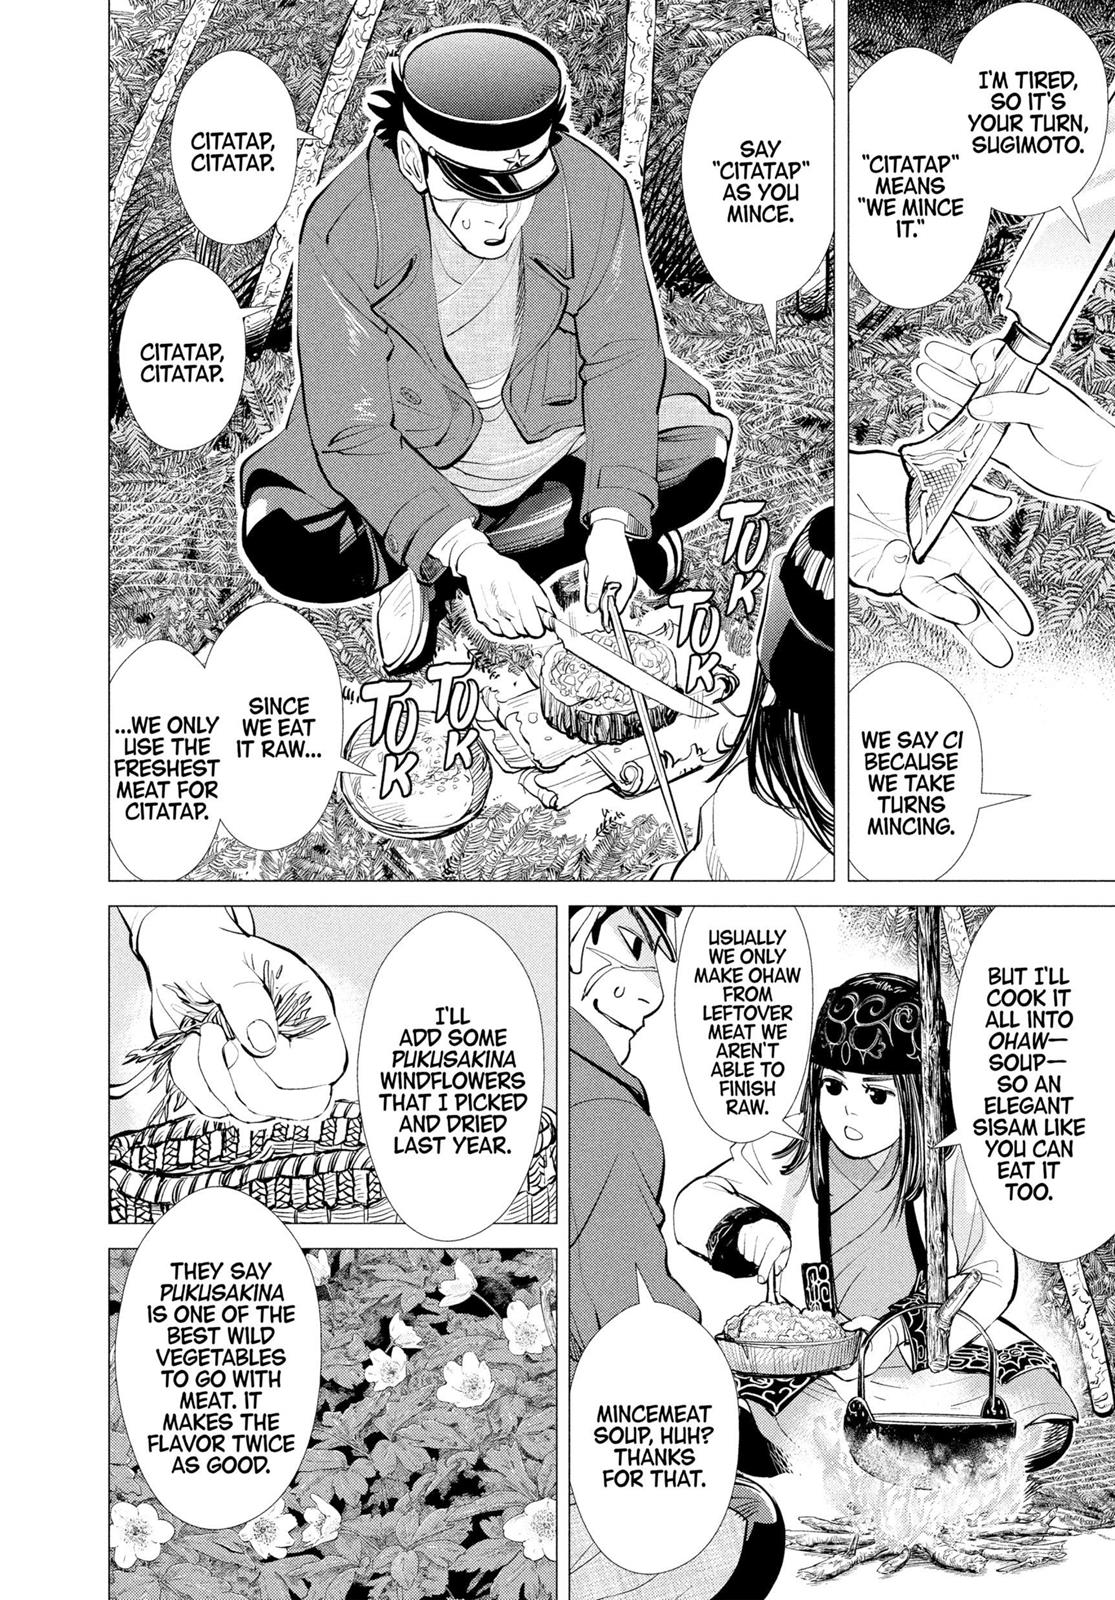 I'M TIRED,
SO IT'S
YOUR TURN,
SUGIMOTO.
"CITATAP"
MEANS
"WE MINCE
IT."
WE SAY CI
BECAUSE
WE TAKE
TURNS
MINCING.
SAY
"CITATAP"
AS YOU
MINCE.
CITATAP,
CITATAP.
CITATAP,
CITATAP.
TUK
TUK
TUK
TUK
SINCE
WE EAT
IT RAW...
...WE ONLY
USE THE
FRESHEST
MEAT FOR
CITATAP.
BUT I'LL
COOK IT
ALL INTO
OHAW—
SOUP—
SO AN
ELEGANT
SISAM LIKE
YOU CAN
EAT IT
TOO.
USUALLY
WE ONLY
MAKE OHAW
FROM
LEFTOVER
MEAT WE
AREN'T
ABLE TO
FINISH
RAW.
MINCEMEAT
SOUP, HUH?
THANKS
FOR THAT.
I'LL
ADD SOME
PUKUSAKINA
WINDFLOWERS
THAT I PICKED
AND DRIED
LAST YEAR.
THEY SAY
PUKUSAKINA
IS ONE OF THE
BEST WILD
VEGETABLES
TO GO WITH
MEAT. IT
MAKES THE
FLAVOR TWICE
AS GOOD.